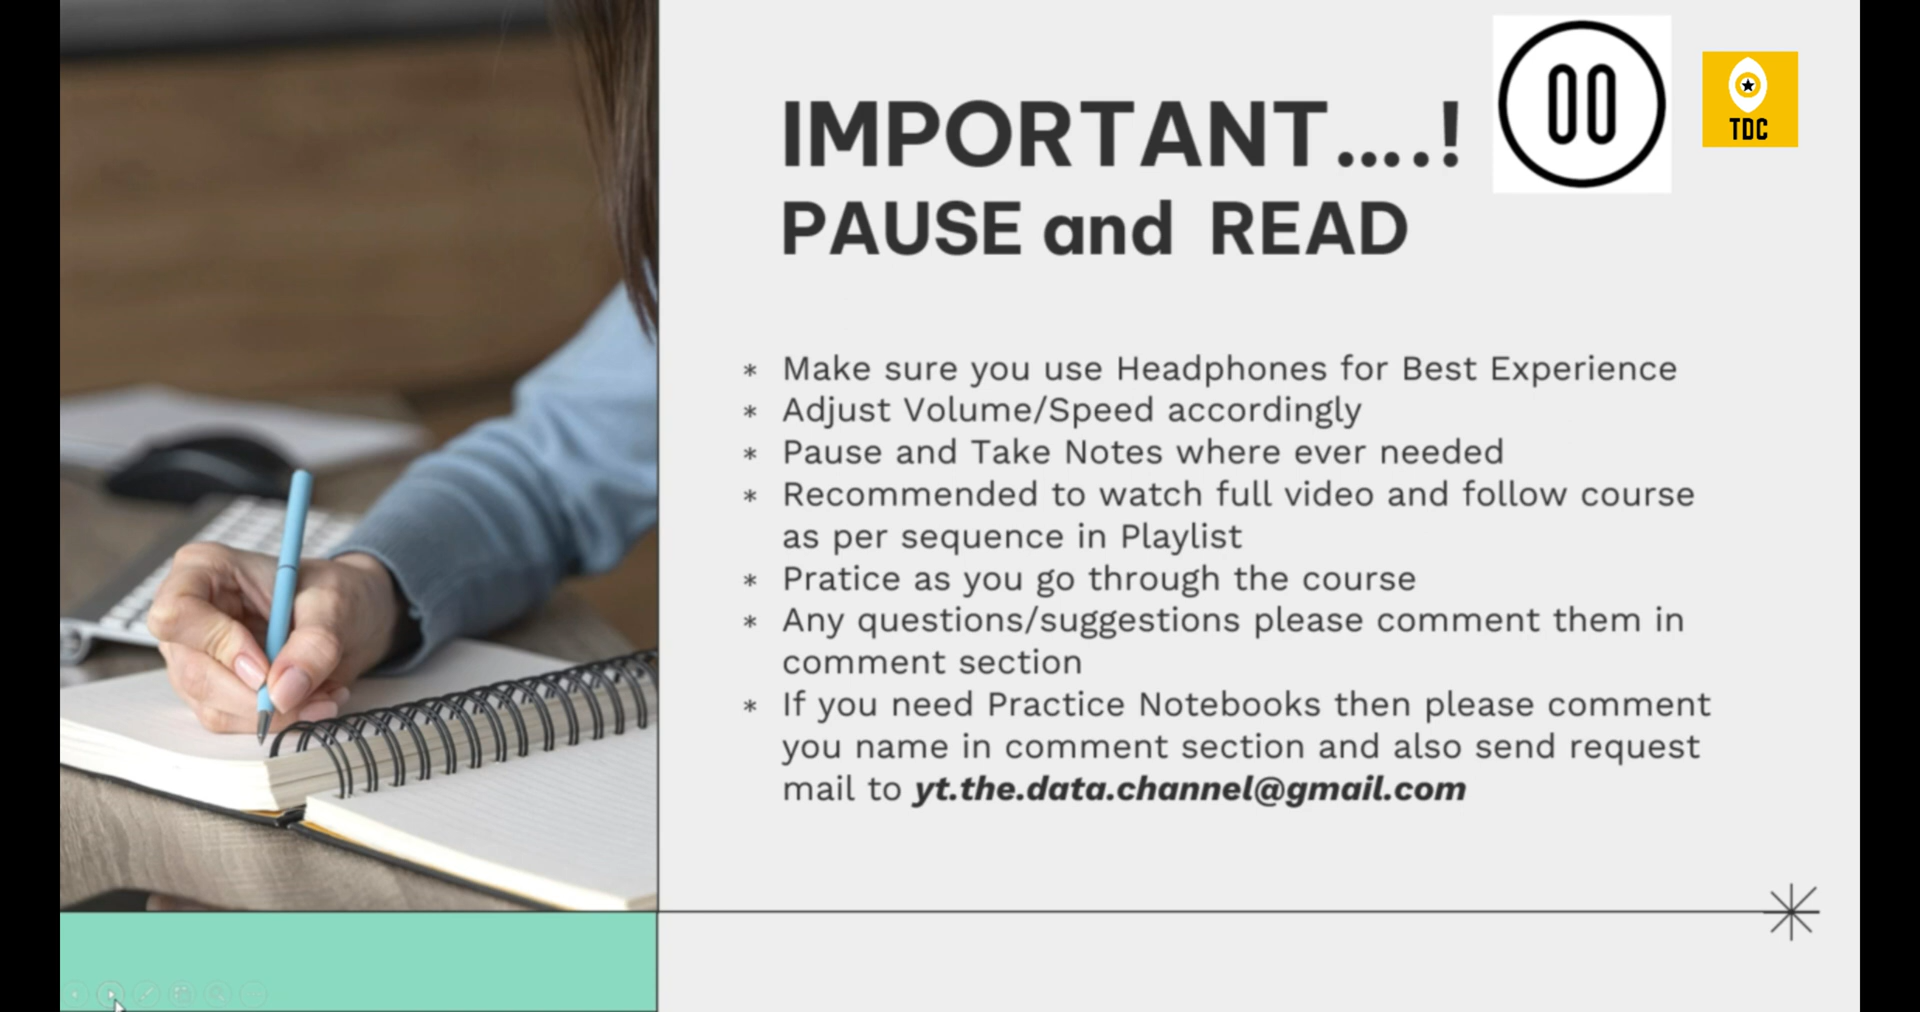 IMPORTANT....!
TDC
PAUSE and READ
* Make sure you use Headphones for Best Experience
* Adjust Volume/Speed accordingly
* Pause and Take Notes where ever needed
* Recommended to watch full video and follow course
as per sequence in Playlist
* Pratice as you go through the course
* Any questions/suggestions please comment them in
comment section
* If you need Practice Notebooks then please comment
you name in comment section and also send request
mail to yt.the.data.channel@gmail.com